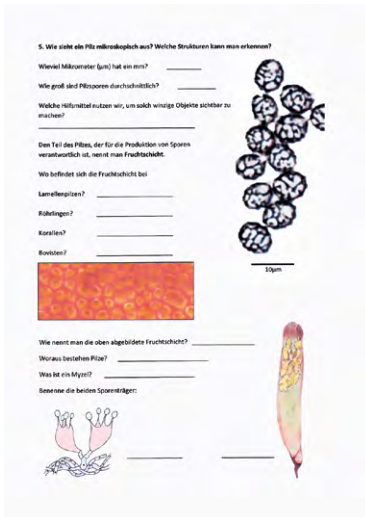 5. Wie sieht ein Pilz mikroskopisch aus? Welche Strukturen kann man erkennen?
Wieviel Mikrometer (µm) hat ein mm?
Wie groß sind Pilzsporen durchschnittlich?
Welche Hilfsmittel nutzen wir, um solch winzige Objekte sichtbar zu
machen?
Den Teil des Pilzes, der für die Produktion von Sporen
verantwortlich ist, nennt man Fruchtschicht.
Wo befindet sich die Fruchtschicht bei
Lamellenpilzen?
Röhrlingen?
Korallen?
Bovisten?
10µm
Wie nennt man die oben abgebildete Fruchtschicht?
Woraus bestehen Pilze?
Was ist ein Myzel?
Benenne die beiden Sporenträger: